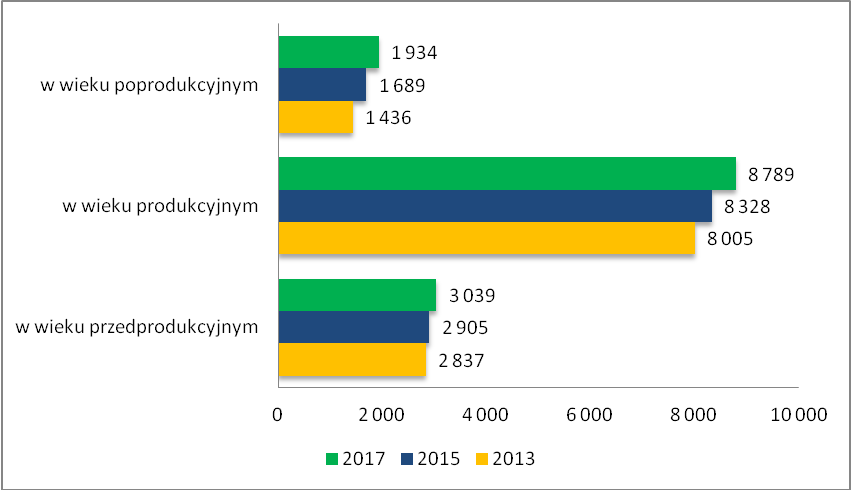 1 934
w wieku poprodukcyjnym
1 689
1 436
8 789
w wieku produkcyjnym
8 328
8 005
3 039
w wieku przedprodukcyjnym
2 905
2 837
0 2 000 4 000 6 000 8 000 10 000
2017 2015 2013